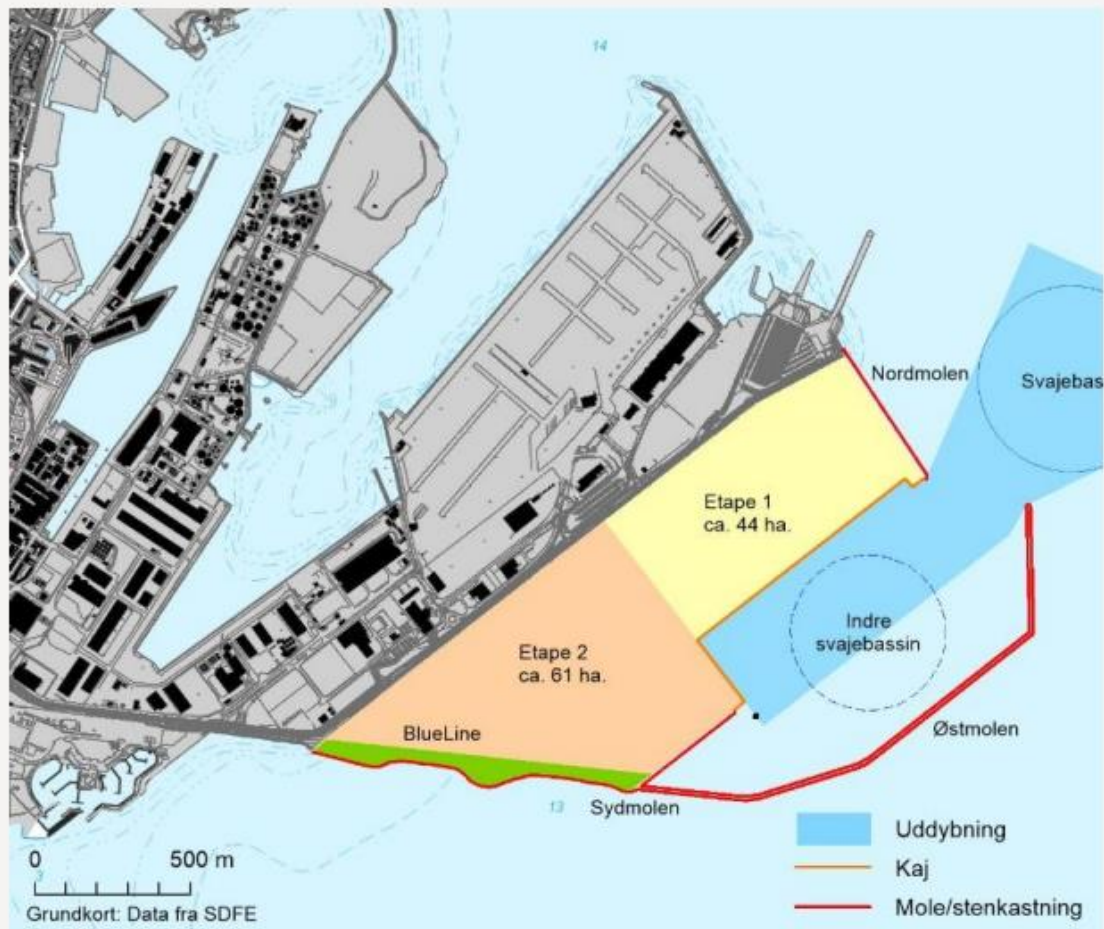 14
Nordmolen
Svajebas
Etape 1
ca. 44 ha.
Indre
svajebassin
Etape 2
ca. 61 ha.
BlueLine
Østmolen
13
Sydmolen
Uddybning
0 500 m
Kaj
3
Mole/stenkastning
Grundkort: Data fra SDFE